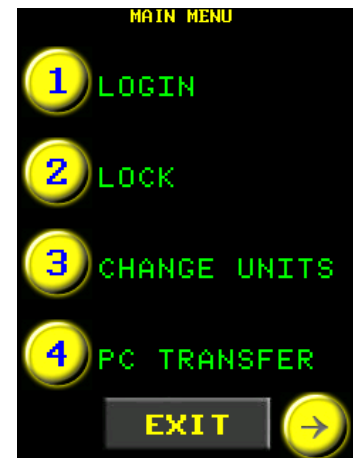 MAIN MENU
1 LOGIN
2 LOCK
3 CHANGE UNITS
4 PC TRANSFER
EXIT →